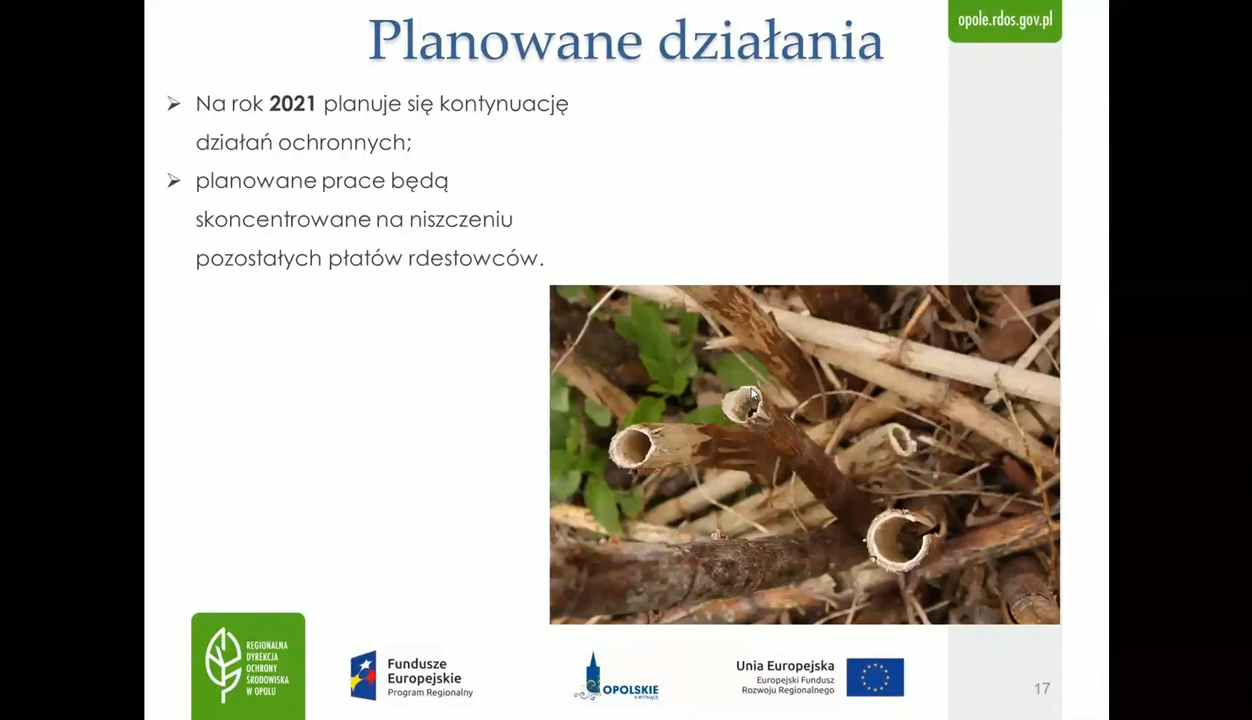 Planowane działania
opole.rdos.gov.pl
Na rok 2021 planuje się kontynuację
działań ochronnych;
planowane prace będą
skoncentrowane na niszczeniu
pozostałych płatów rdestowców.
REGIONALNA
DYREKCJA
OCHRONY
ŚRODOWISKA
W OPOLU
Fundusze
Europejskie
Program Regionalny
OPOLSKIE
Unia Europejska
Europejski Fundusz
Rozwoju Regionalnego
17